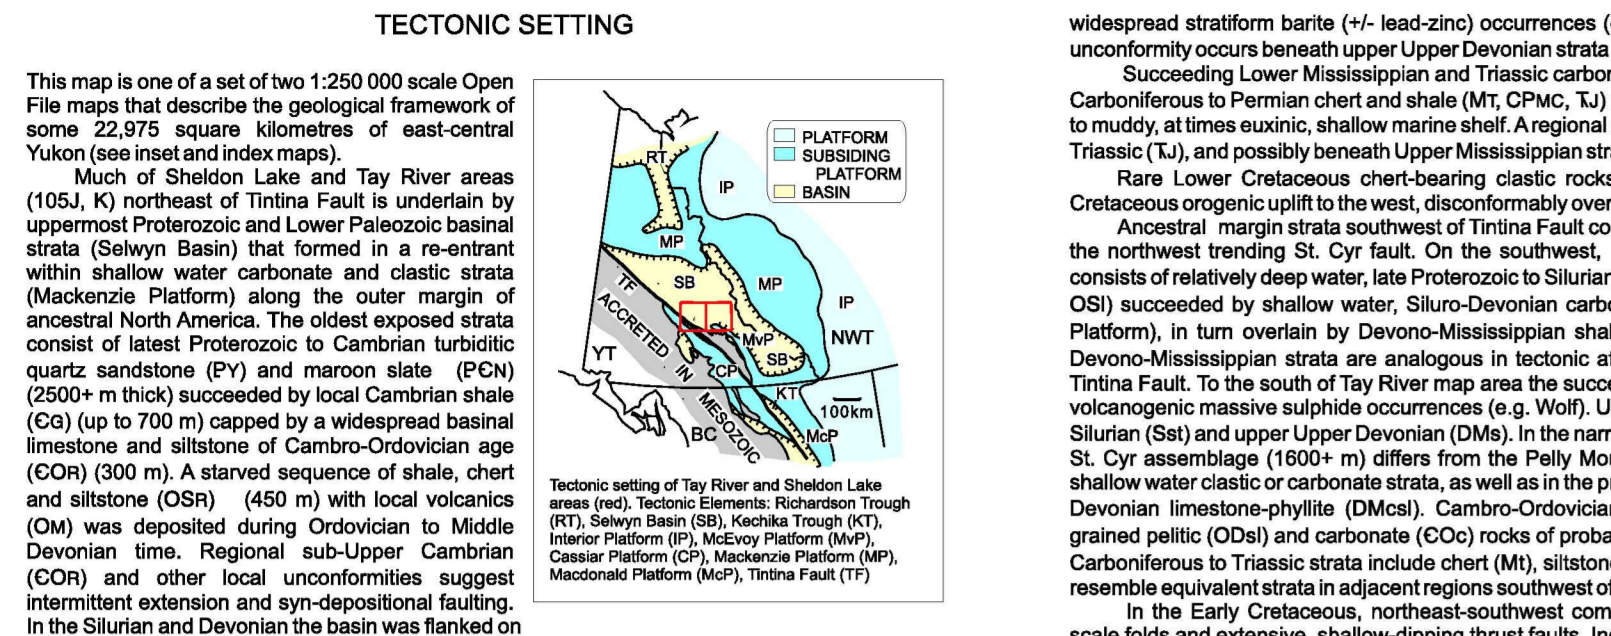 TECTONIC SETTING
This map is one of a set of two 1:250 000 scale Open
File maps that describe the geological framework of
some 22,975 square kilometres of east-central
Yukon (see inset and index maps).
Much of Sheldon Lake and Tay River areas
(105J, K) northeast of Tintina Fault is underlain by
uppermost Proterozoic and Lower Paleozoic basinal
strata (Selwyn Basin) that formed in a re-entrant
within shallow water carbonate and clastic strata
(Mackenzie Platform) along the outer margin of
ancestral North America. The oldest exposed strata
consist of latest Proterozoic to Cambrian turbiditic
quartz sandstone (PY) and maroon slate (PЄN)
(2500+ m thick) succeeded by local Cambrian shale
(ЄG) (up to 700 m) capped by a widespread basinal
limestone and siltstone of Cambro-Ordovician age
(ЄOR) (300 m). A starved sequence of shale, chert
and siltstone (OSR) (450 m) with local volcanics
(OM) was deposited during Ordovician to Middle
Devonian time. Regional sub-Upper Cambrian
(ЄOR) and other local unconformities suggest
intermittent extension and syn-depositional faulting.
In the Silurian and Devonian the basin was flanked on
PLATFORM
SUBSIDING
PLATFORM
BASIN
RT
IP
MP
SB
MP
TF
IP
ACCRETED
IN
MESOZOIC
MvP
NWT
SB
YT
CP
KT
100km
BC
McP
Tectonic setting of Tay River and Sheldon Lake
areas (red). Tectonic Elements: Richardson Trough
(RT), Selwyn Basin (SB), Kechika Trough (KT),
Interior Platform (IP), McEvoy Platform (MvP),
Cassiar Platform (CP), Mackenzie Platform (MP),
Macdonald Platform (McP), Tintina Fault (TF)
widespread stratiform barite (+/- lead-zinc) occurrences (
unconformity occurs beneath upper Upper Devonian strata
Succeeding Lower Mississippian and Triassic carbon
Carboniferous to Permian chert and shale (MT, CPMC, TJ)
to muddy, at times euxinic, shallow marine shelf. A regional
Triassic (TJ), and possibly beneath Upper Mississippian stra
Rare Lower Cretaceous chert-bearing clastic rocks
Cretaceous orogenic uplift to the west, disconformably over
Ancestral margin strata southwest of Tintina Fault co
the northwest trending St. Cyr fault. On the southwest,
consists of relatively deep water, late Proterozoic to Silurian
OSl) succeeded by shallow water, Siluro-Devonian carbo
Platform), in turn overlain by Devono-Mississippian shal
Devono-Mississippian strata are analogous in tectonic af
Tintina Fault. To the south of Tay River map area the succe
volcanogenic massive sulphide occurrences (e.g. Wolf). U
Silurian (Sst) and upper Upper Devonian (DMs). In the narr
St. Cyr assemblage (1600+ m) differs from the Pelly Mo
shallow water clastic or carbonate strata, as well as in the pr
Devonian limestone-phyllite (DMcsl). Cambro-Ordovician
grained pelitic (ODsl) and carbonate (ЄOc) rocks of proba
Carboniferous to Triassic strata include chert (Mt), siltstone
resemble equivalent strata in adjacent regions southwest of
In the Early Cretaceous, northeast-southwest com
scale folds and extensive, shallow-dipping thrust faults. In